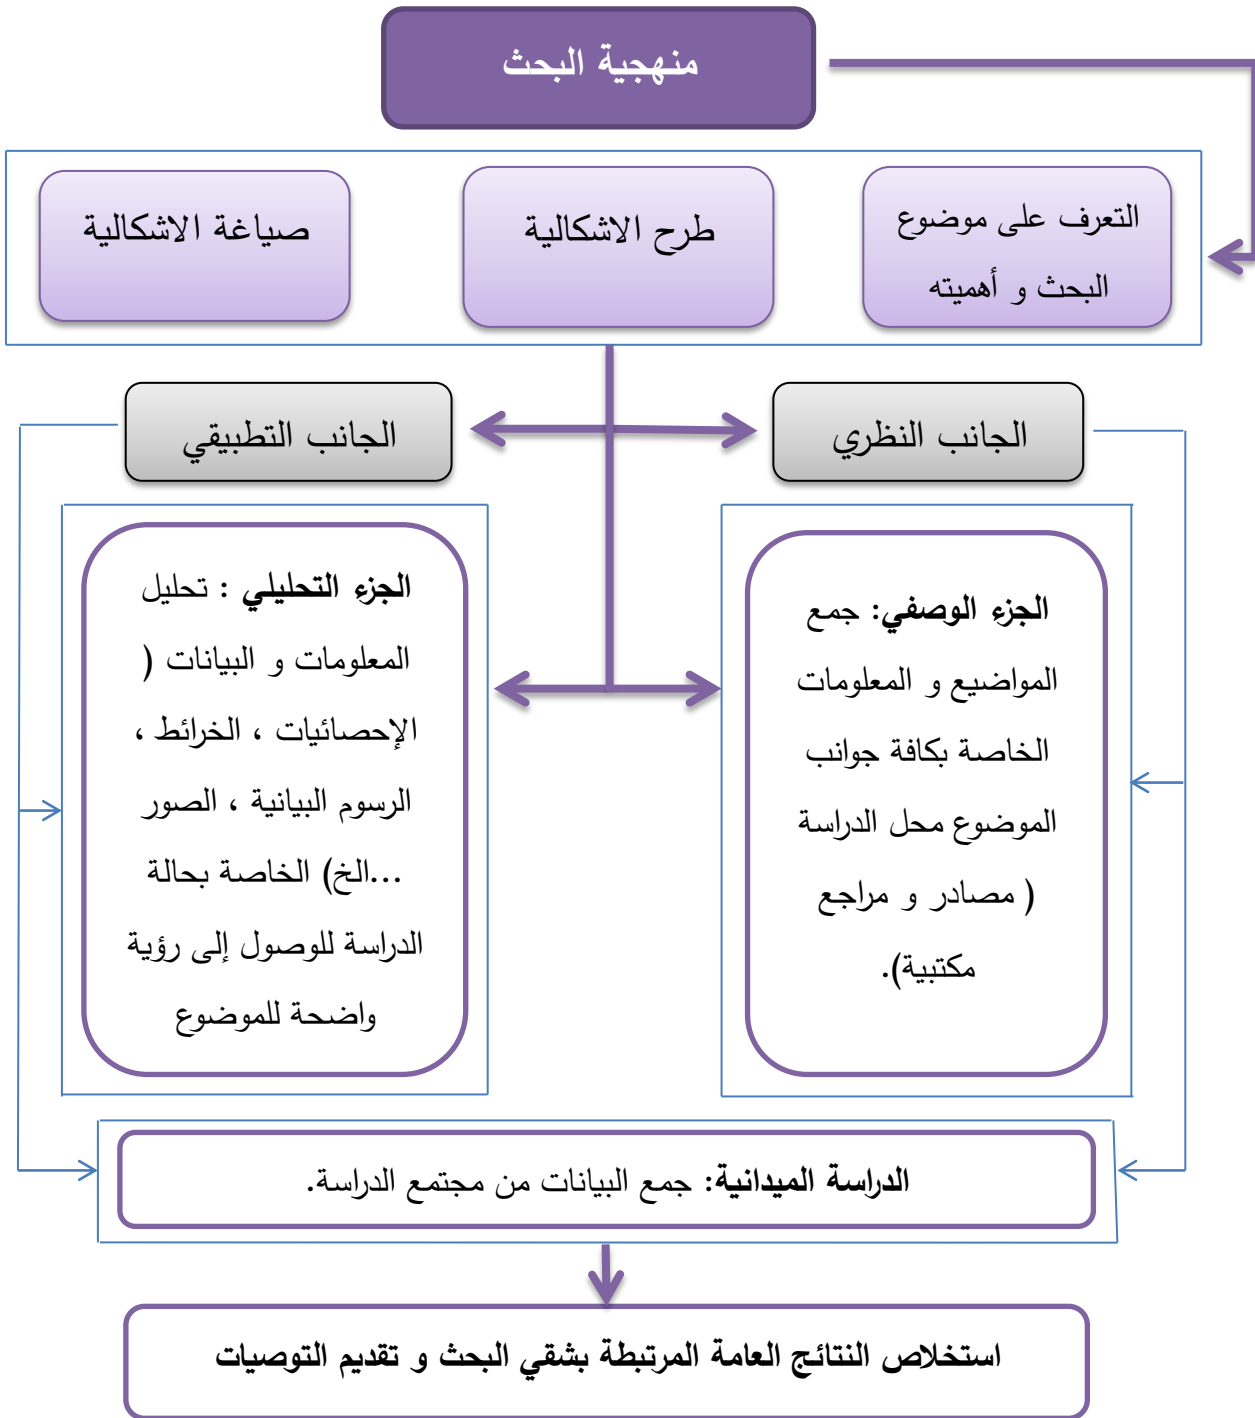 منهجية البحث
التعرف على موضوع
البحث و أهميته
طرح الاشكالية
صياغة الاشكالية
الجانب النظري
الجانب التطبيقي
الجزء الوصفي: جمع
المواضيع و المعلومات
الخاصة بكافة جوانب
الموضوع محل الدراسة
( مصادر و مراجع
مكتبية).
الجزء التحليلي : تحليل
المعلومات و البيانات (
الإحصائيات ، الخرائط ،
الرسوم البيانية ، الصور
...الخ) الخاصة بحالة
الدراسة للوصول إلى رؤية
واضحة للموضوع
الدراسة الميدانية: جمع البيانات من مجتمع الدراسة.
استخلاص النتائج العامة المرتبطة بشقي البحث و تقديم التوصيات